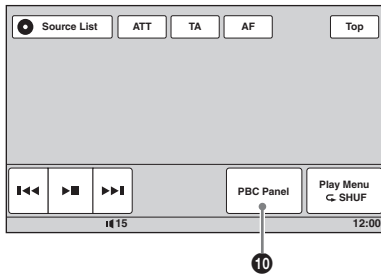 Source List ATT TA AF Top
PBC Panel
Play Menu
SHUF
15 12:00
10